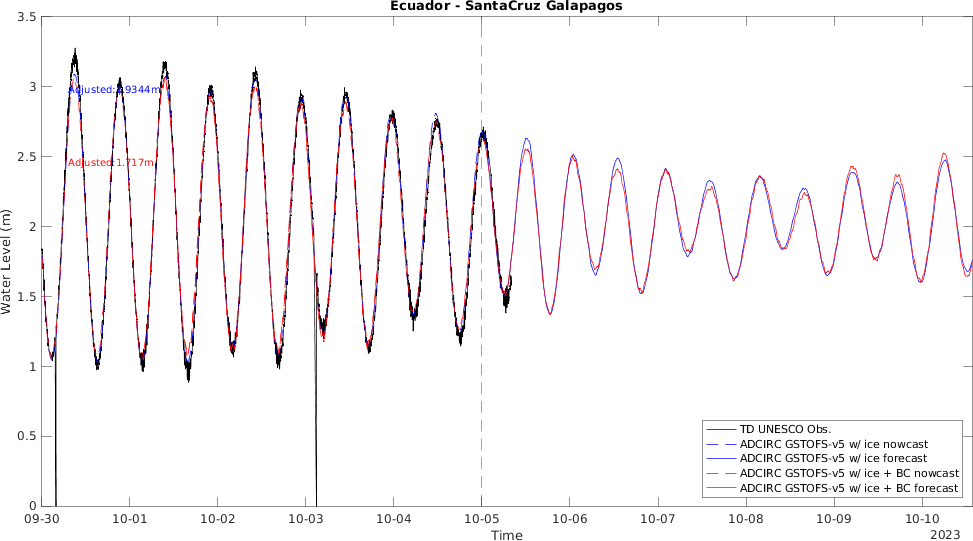 Ecuador - SantaCruz Galapagos
3.5
3
2.5
2
1.5
1
0.5
0
Water Level (m)
Adjusted:1.717m
09-30 10-01 10-02 10-03 10-04 10-05 10-06 10-07 10-08 10-09 10-10
Time
2023
TD UNESCO Obs.
ADCIRC GSTOFS-v5 w/ ice nowcast
ADCIRC GSTOFS-v5 w/ ice forecast
ADCIRC GSTOFS-v5 w/ ice + BC nowcast
ADCIRC GSTOFS-v5 w/ ice + BC forecast